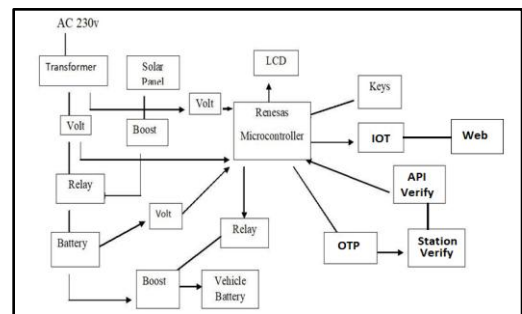 AC 230v
Transformer
Solar
Panel
LCD
Keys
Volt
Renesas
Microcontroller
Volt
Boost
IOT
Web
API
Verify
Relay
Volt
Relay
Battery
OTP
Station
Verify
Boost
Vehicle
Battery